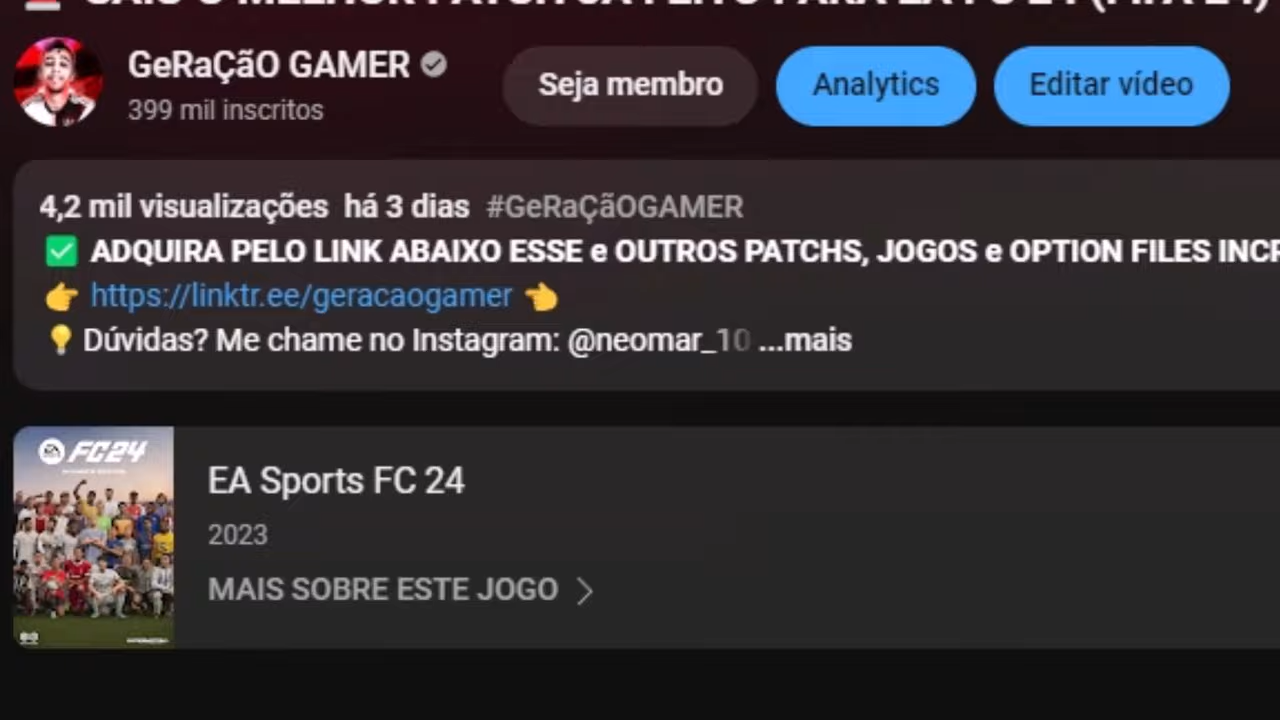 GeRaÇãO GAMER
399 mil inscritos
Seja membro
Analytics
Editar vídeo
4,2 mil visualizações há 3 dias #GeRaÇãOGAMER
✅ ADQUIRA PELO LINK ABAIXO ESSE e OUTROS PATCHS, JOGOS e OPTION FILES
👉 https://linktr.ee/geracaogamer 👈
💡 Dúvidas? Me chame no Instagram: @neomar_10 ...mais
FC24
EA Sports FC 24
2023
MAIS SOBRE ESTE JOGO